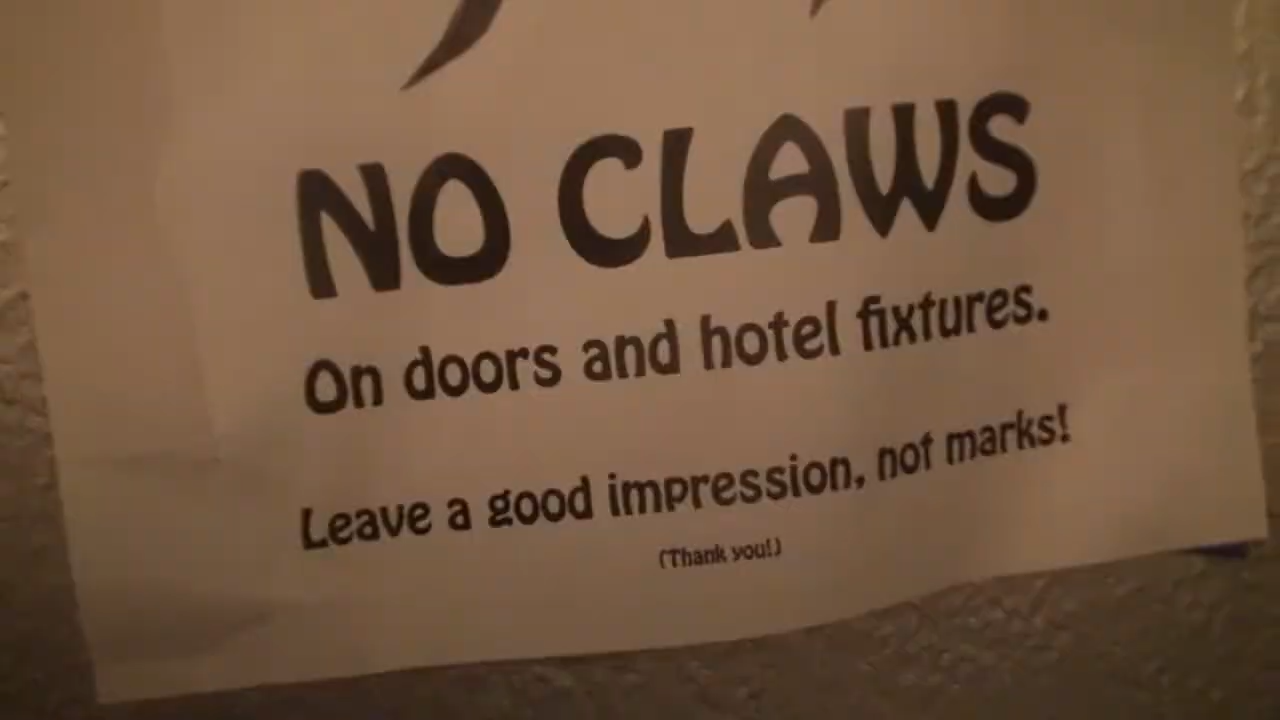 NO CLAWS
On doors and hotel fixtures.
Leave a good impression, not marks!
(Thank you!)